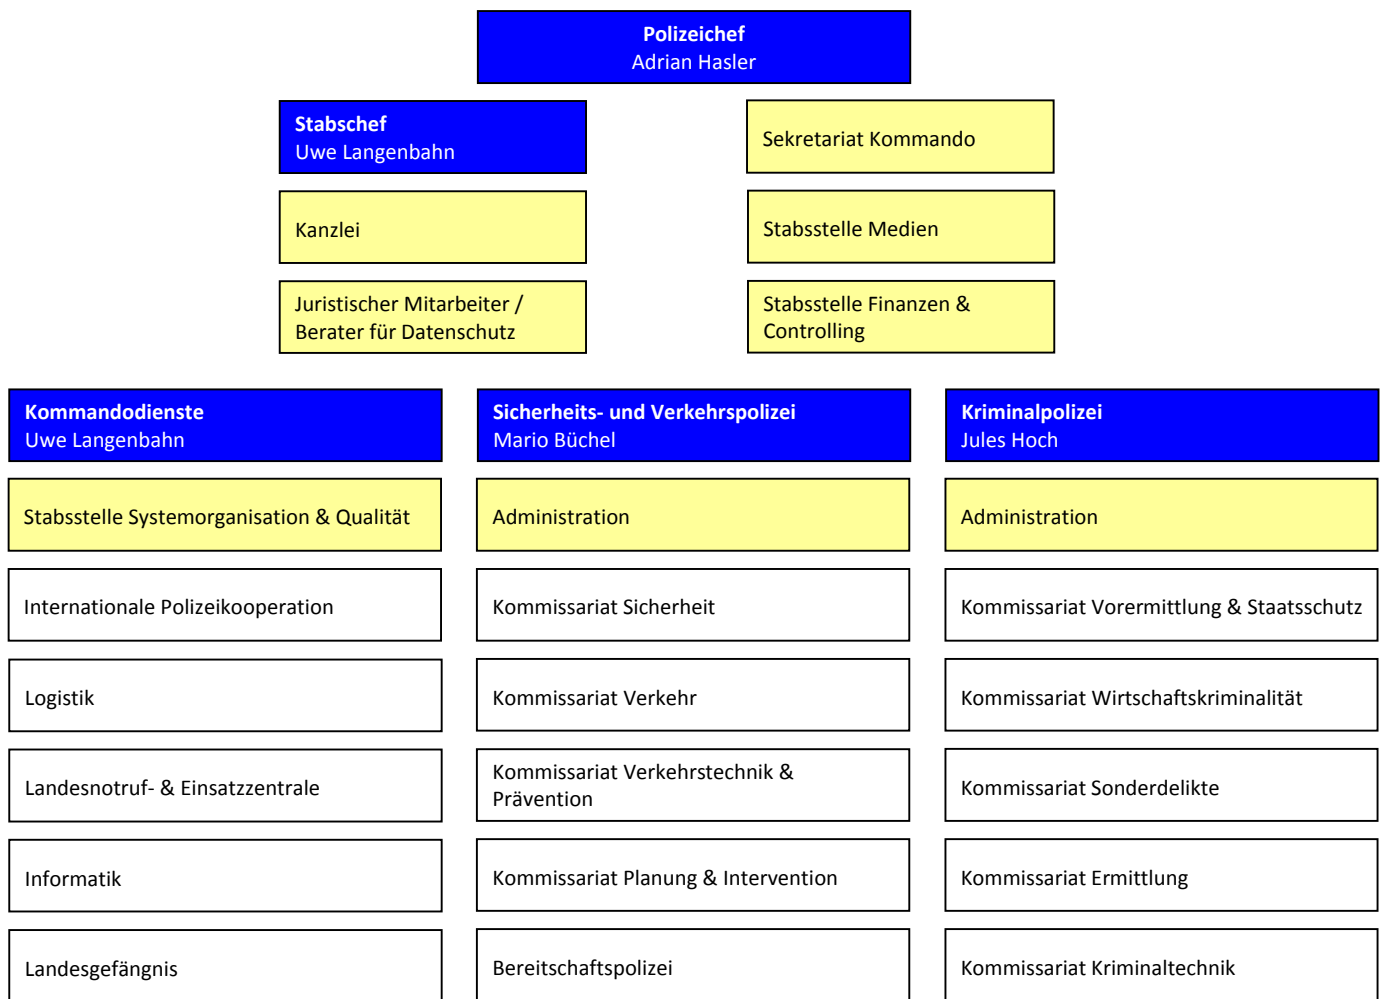 Polizeichef
Adrian Hasler
Stabschef
Uwe Langenbahn
Sekretariat Kommando
Kanzlei
Stabsstelle Medien
Juristischer Mitarbeiter /
Berater für Datenschutz
Stabsstelle Finanzen &
Controlling
Kommandodienste
Uwe Langenbahn
Stabsstelle Systemorganisation & Qualität
Internationale Polizeikooperation
Logistik
Landesnotruf- & Einsatzzentrale
Informatik
Landesgefängnis
Sicherheits- und Verkehrspolizei
Mario Büchel
Administration
Kommissariat Sicherheit
Kommissariat Verkehr
Kommissariat Verkehrstechnik &
Prävention
Kommissariat Planung & Intervention
Bereitschaftspolizei
Kriminalpolizei
Jules Hoch
Administration
Kommissariat Vorermittlung & Staatsschutz
Kommissariat Wirtschaftskriminalität
Kommissariat Sonderdelikte
Kommissariat Ermittlung
Kommissariat Kriminaltechnik